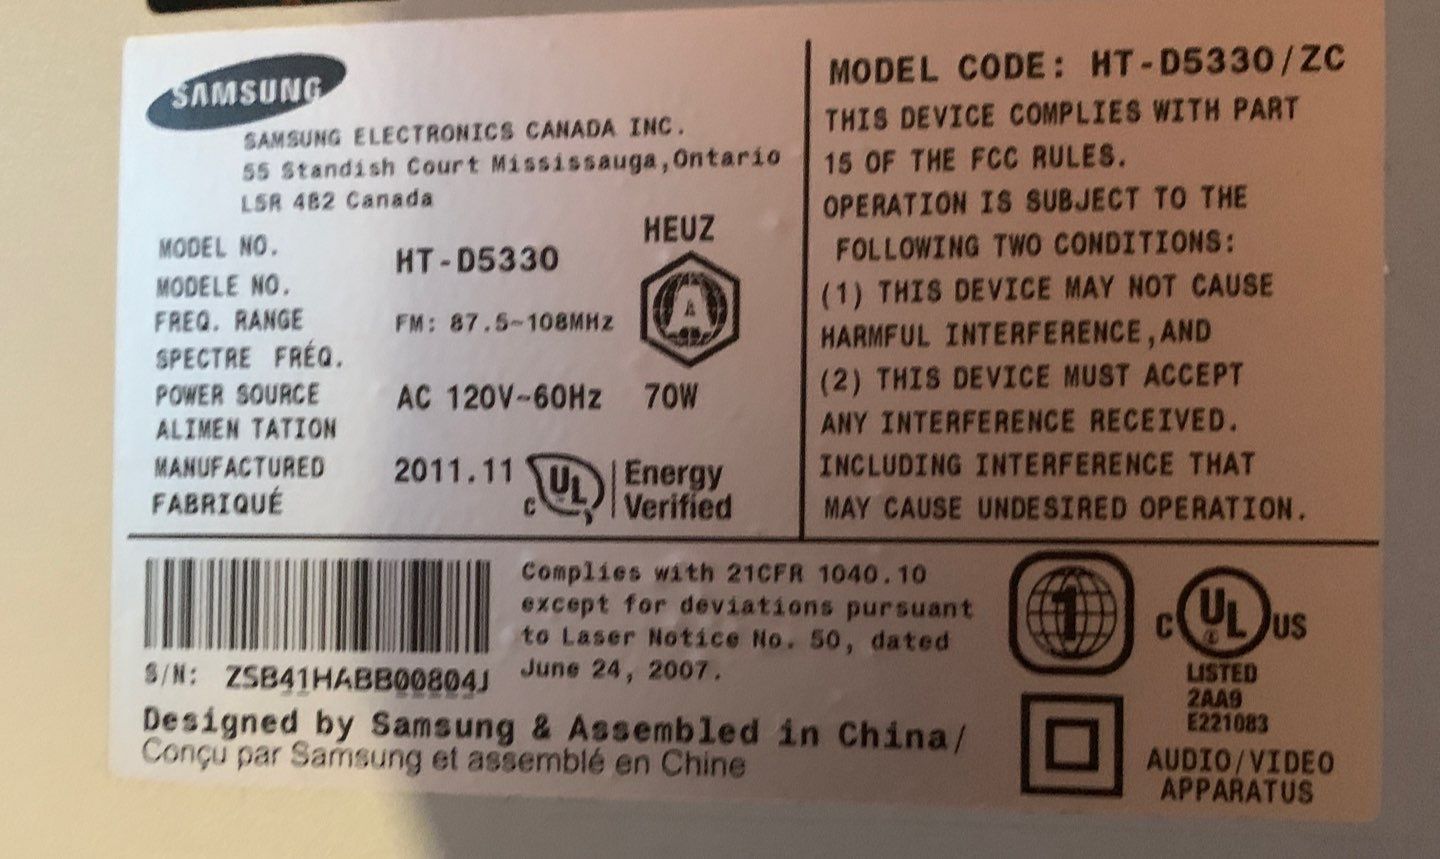 SAMSUNG
SAMSUNG ELECTRONICS CANADA INC.
55 Standish Court Mississauga,Ontario
L5R 4B2 Canada
MODEL NO.
MODELE NO.
HT-D5330
HEUZ
FREQ. RANGE
SPECTRE FRÉQ.
FM: 87.5~108MHz
POWER SOURCE
ALIMEN TATION
AC 120V~60Hz 70W
MANUFACTURED
FABRIQUÉ
2011.11
C UL
Energy
Verified
MODEL CODE: HT-D5330/ZC
THIS DEVICE COMPLIES WITH PART
15 OF THE FCC RULES.
OPERATION IS SUBJECT TO THE
FOLLOWING TWO CONDITIONS:
(1) THIS DEVICE MAY NOT CAUSE
HARMFUL INTERFERENCE,AND
(2) THIS DEVICE MUST ACCEPT
ANY INTERFERENCE RECEIVED.
INCLUDING INTERFERENCE THAT
MAY CAUSE UNDESIRED OPERATION.
S/N: ZSB41HABB00804J
Complies with 21CFR 1040.10
except for deviations pursuant
to Laser Notice No. 50, dated
June 24, 2007.
Designed by Samsung & Assembled in China/
Conçu par Samsung et assemblé en Chine
1
C UL US
LISTED
2AA9
E221083
AUDIO/VIDEO
APPARATUS